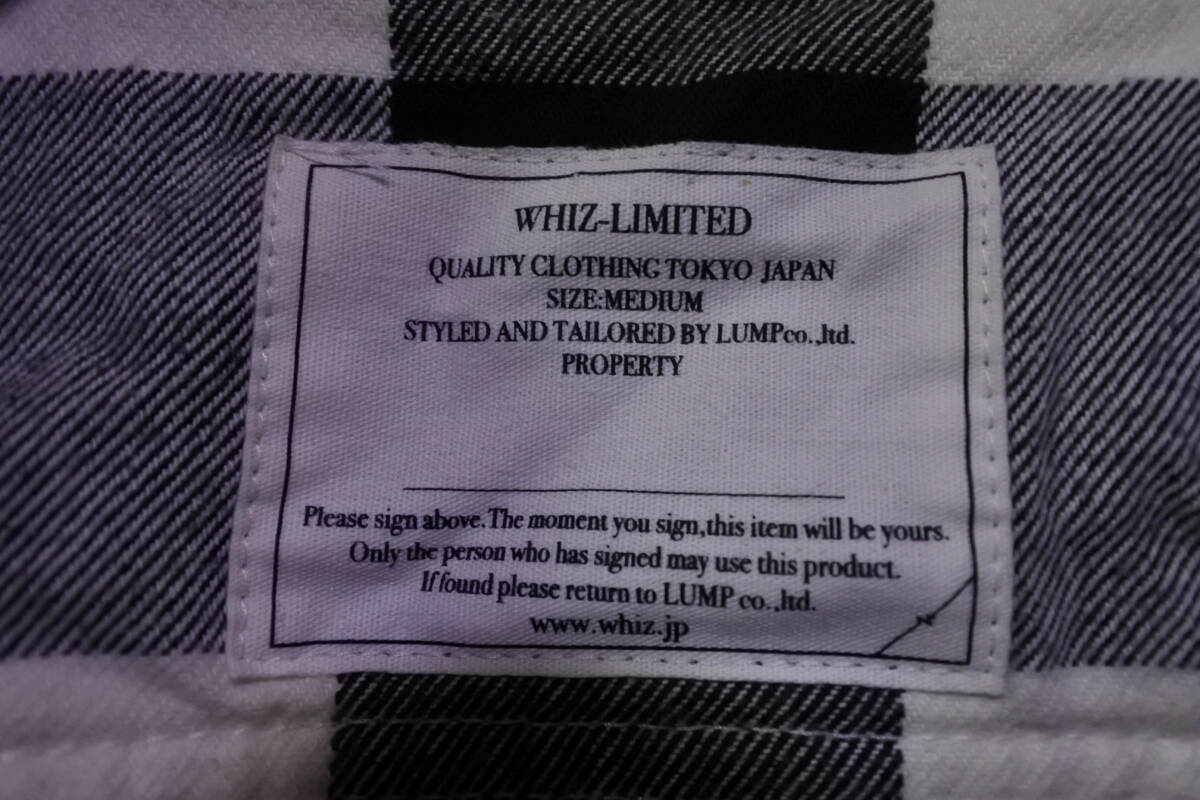 WHIZ-LIMITED
QUALITY CLOTHING TOKYO JAPAN
SIZE:MEDIUM
STYLED AND TAILORED BY LUMPco.,ltd.
PROPERTY
Please sign above.The moment you sign,this item will be yours.
Only the person who has signed may use this product.
If found please return to LUMP co.,ltd.
www.whiz.jp